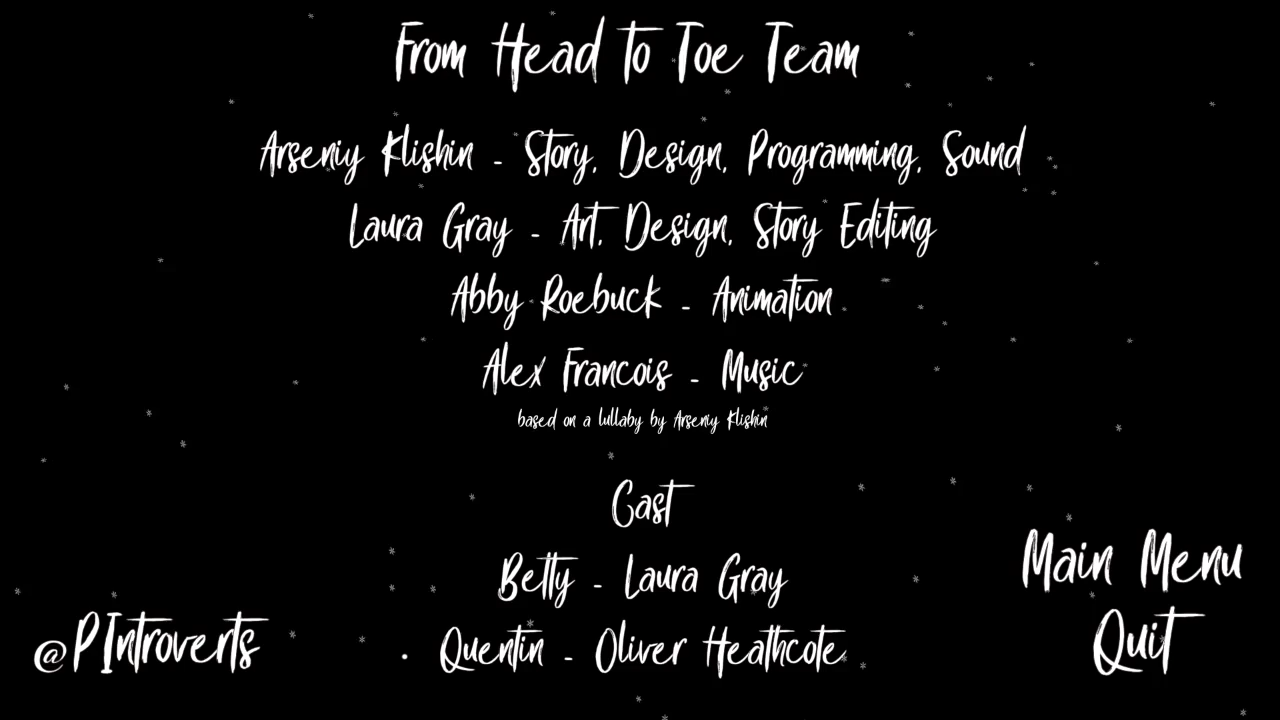 From Head to Toe Team
Arseniy Klishin - Story, Design, Programming, Sound
Laura Gray - Art, Design, Story Editing
Abby Roebuck - Animation
Alex Francois - Music
based on a lullaby by Arseniy Klishin
Cast
Betty - Laura Gray
Quentin - Oliver Heathcote
@PIntroverts
Main Menu
Quit